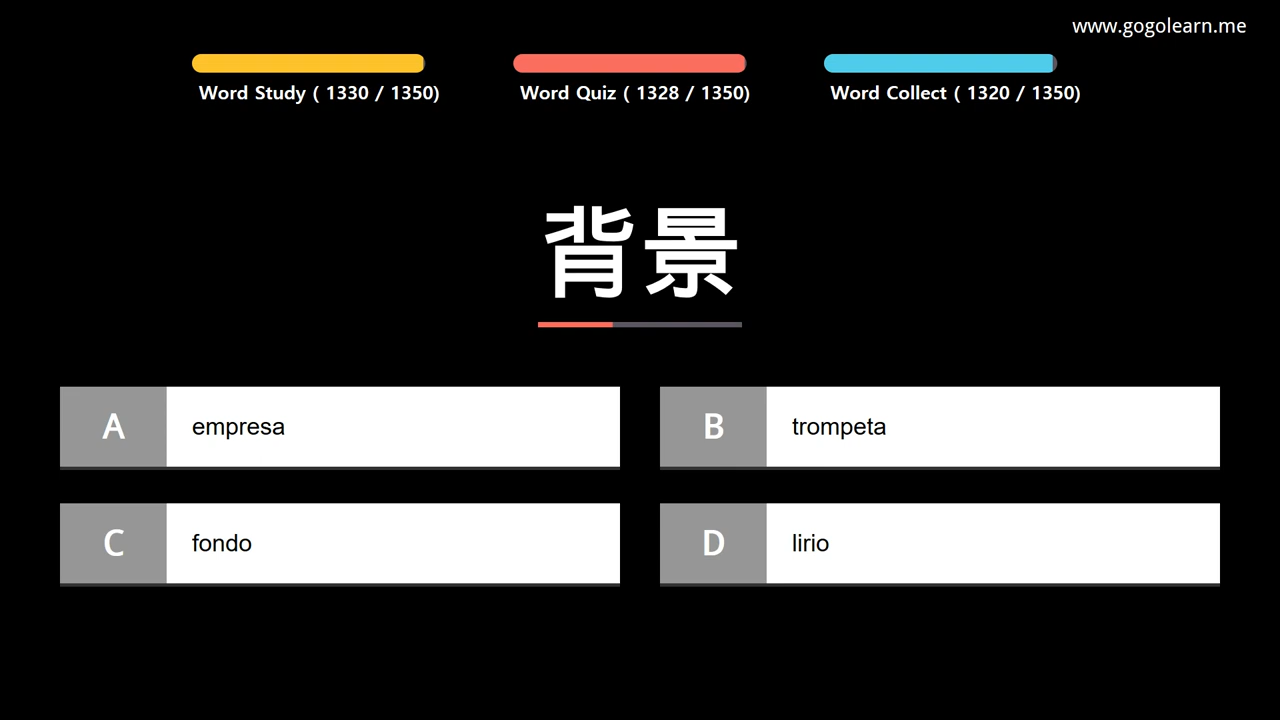 www.gogolearn.me
Word Study ( 1330 / 1350)
Word Quiz ( 1328 / 1350)
Word Collect ( 1320 / 1350)
背景
A empresa
B trompeta
C fondo
D lirio